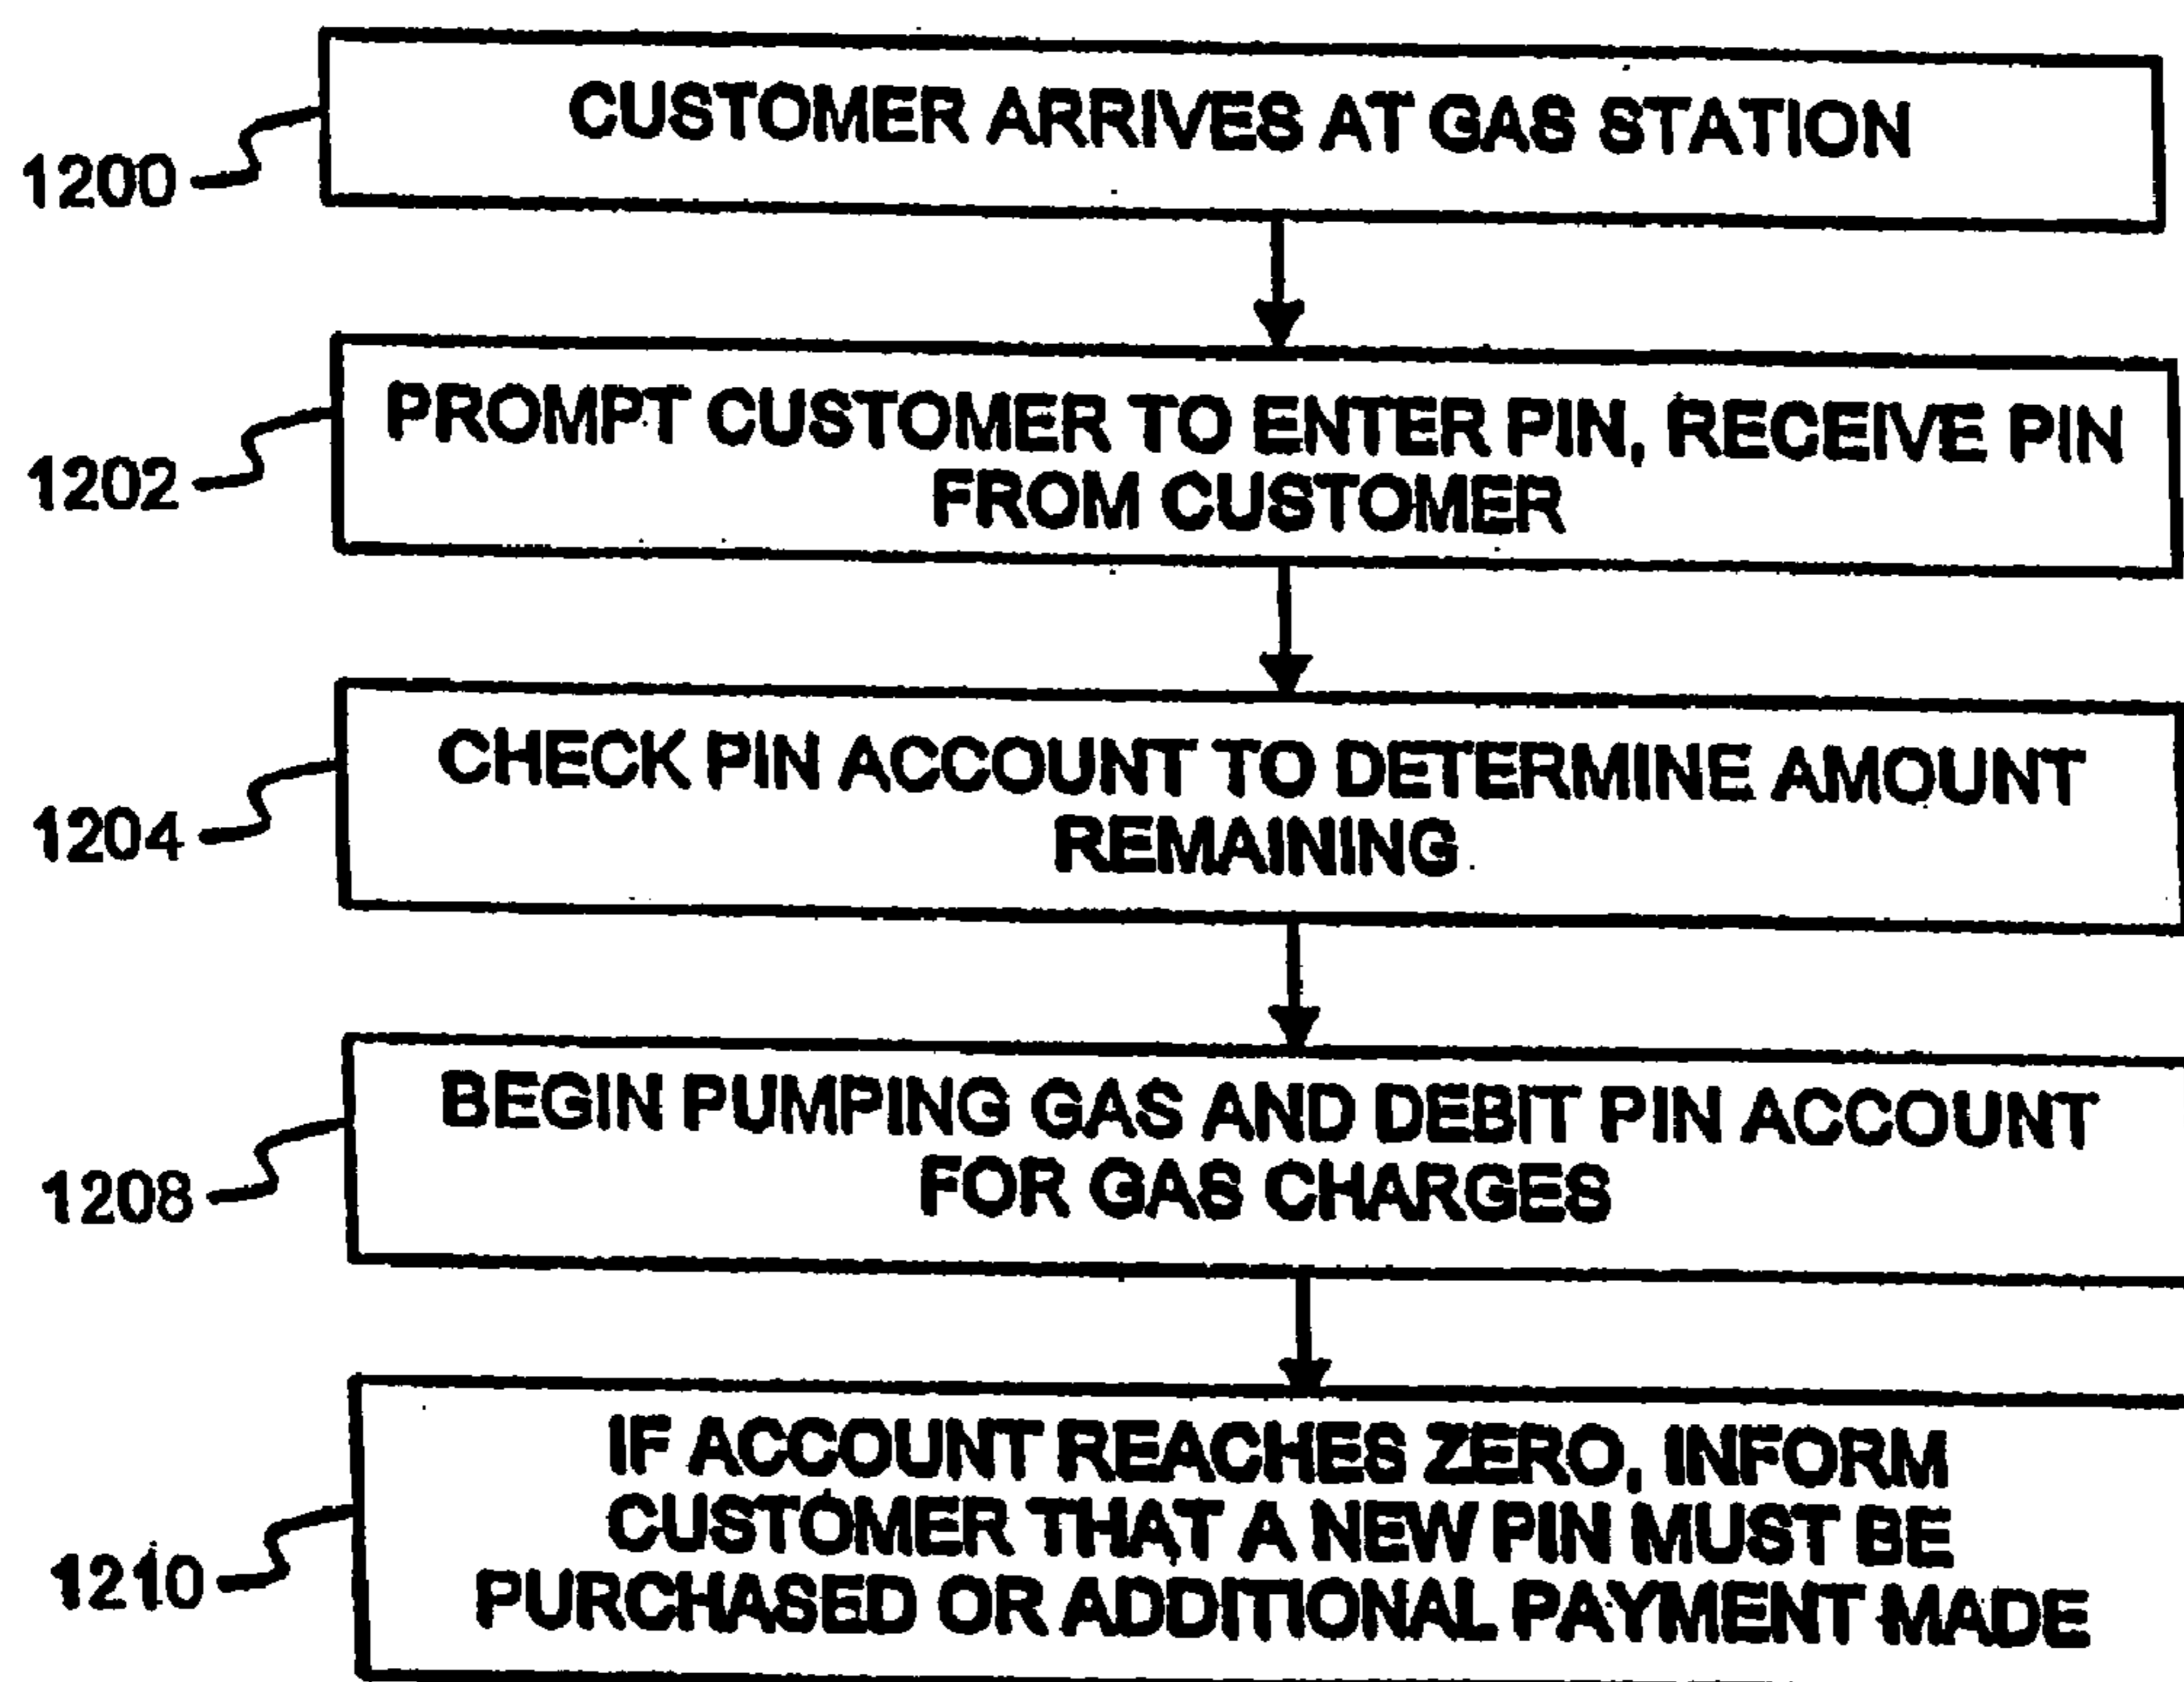 CUSTOMER ARRIVES AT GAS STATION
1200
PROMPT CUSTOMER TO ENTER PIN, RECEIVE PIN
FROM CUSTOMER
1202
CHECK PIN ACCOUNT TO DETERMINE AMOUNT
REMAINING
1204
BEGIN PUMPING GAS AND DEBIT PIN ACCOUNT
FOR GAS CHARGES
1208
IF ACCOUNT REACHES ZERO, INFORM
CUSTOMER THAT A NEW PIN MUST BE
PURCHASED OR ADDITIONAL PAYMENT MADE
1210